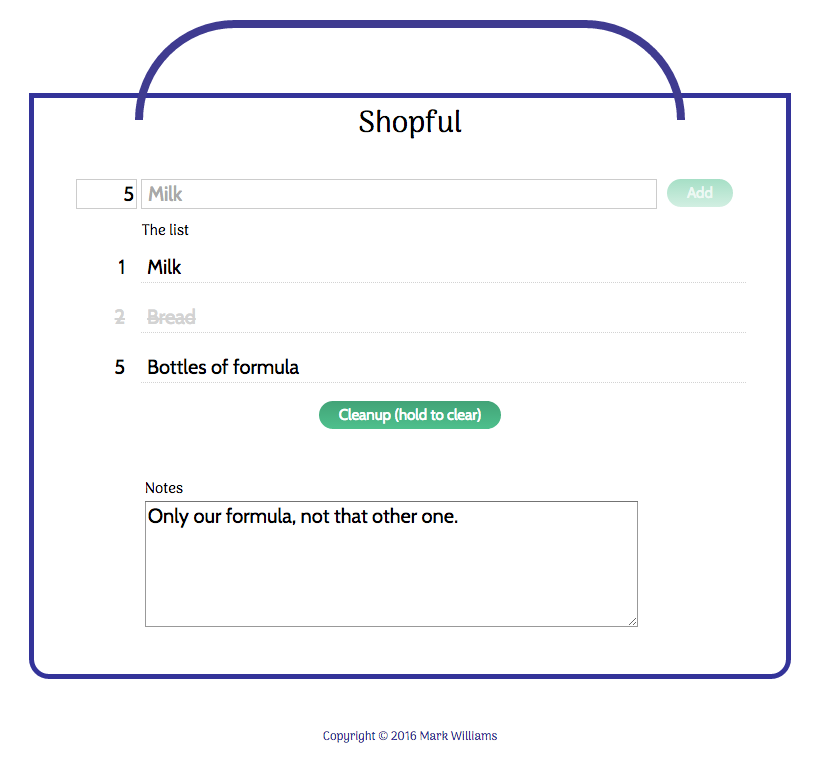 Shopful
5 Milk Add
The list
1 Milk
2 Bread
5 Bottles of formula
Cleanup (hold to clear)
Notes
Only our formula, not that other one.
Copyright © 2016 Mark Williams